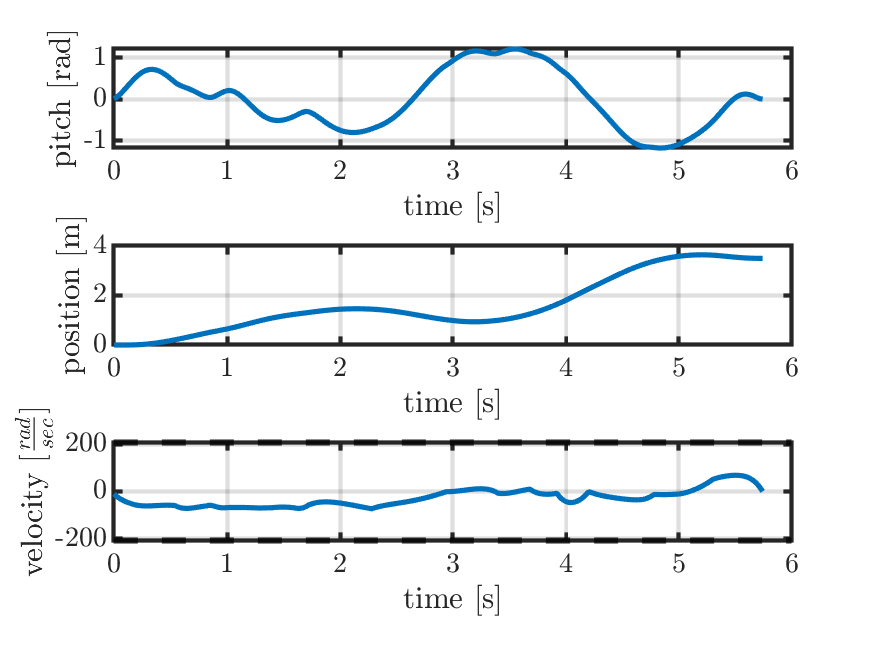 pitch [rad]
1
0
-1
0 1 2 3 4 5 6
time [s]
position [m]
4
2
0
0 1 2 3 4 5 6
time [s]
velocity [rad/sec]
200
0
-200
0 1 2 3 4 5 6
time [s]